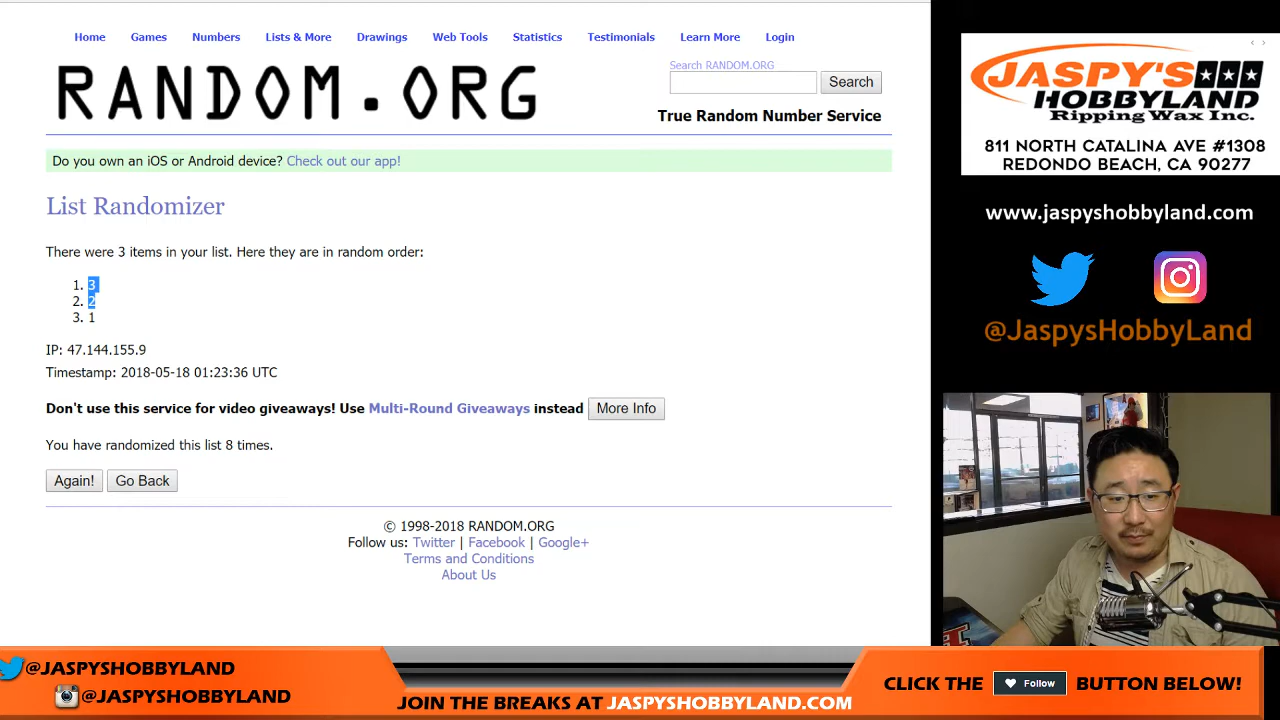 Home Games Numbers Lists & More Drawings Web Tools Statistics Testimonials Learn More Login
RANDOM.ORG
Search RANDOM.ORG
Search
True Random Number Service
Do you own an iOS or Android device? Check out our app!
List Randomizer
There were 3 items in your list. Here they are in random order:
1. 3
2. 2
3. 1
IP: 47.144.155.9
Timestamp: 2018-05-18 01:23:36 UTC
Don't use this service for video giveaways! Use Multi-Round Giveaways instead More Info
You have randomized this list 8 times.
Again! Go Back
© 1998-2018 RANDOM.ORG
Follow us: Twitter | Facebook | Google+
Terms and Conditions
About Us
JASPY'S
HOBBYLAND
Ripping Wax Inc.
811 NORTH CATALINA AVE #1308
REDONDO BEACH, CA 90277
www.jaspyshobbyland.com
@JaspysHobbyLand
@JASPYSHOBBYLAND
@JASPYSHOBBYLAND
JOIN THE BREAKS AT JASPYSHOBBYLAND.COM
CLICK THE Follow BUTTON BELOW!